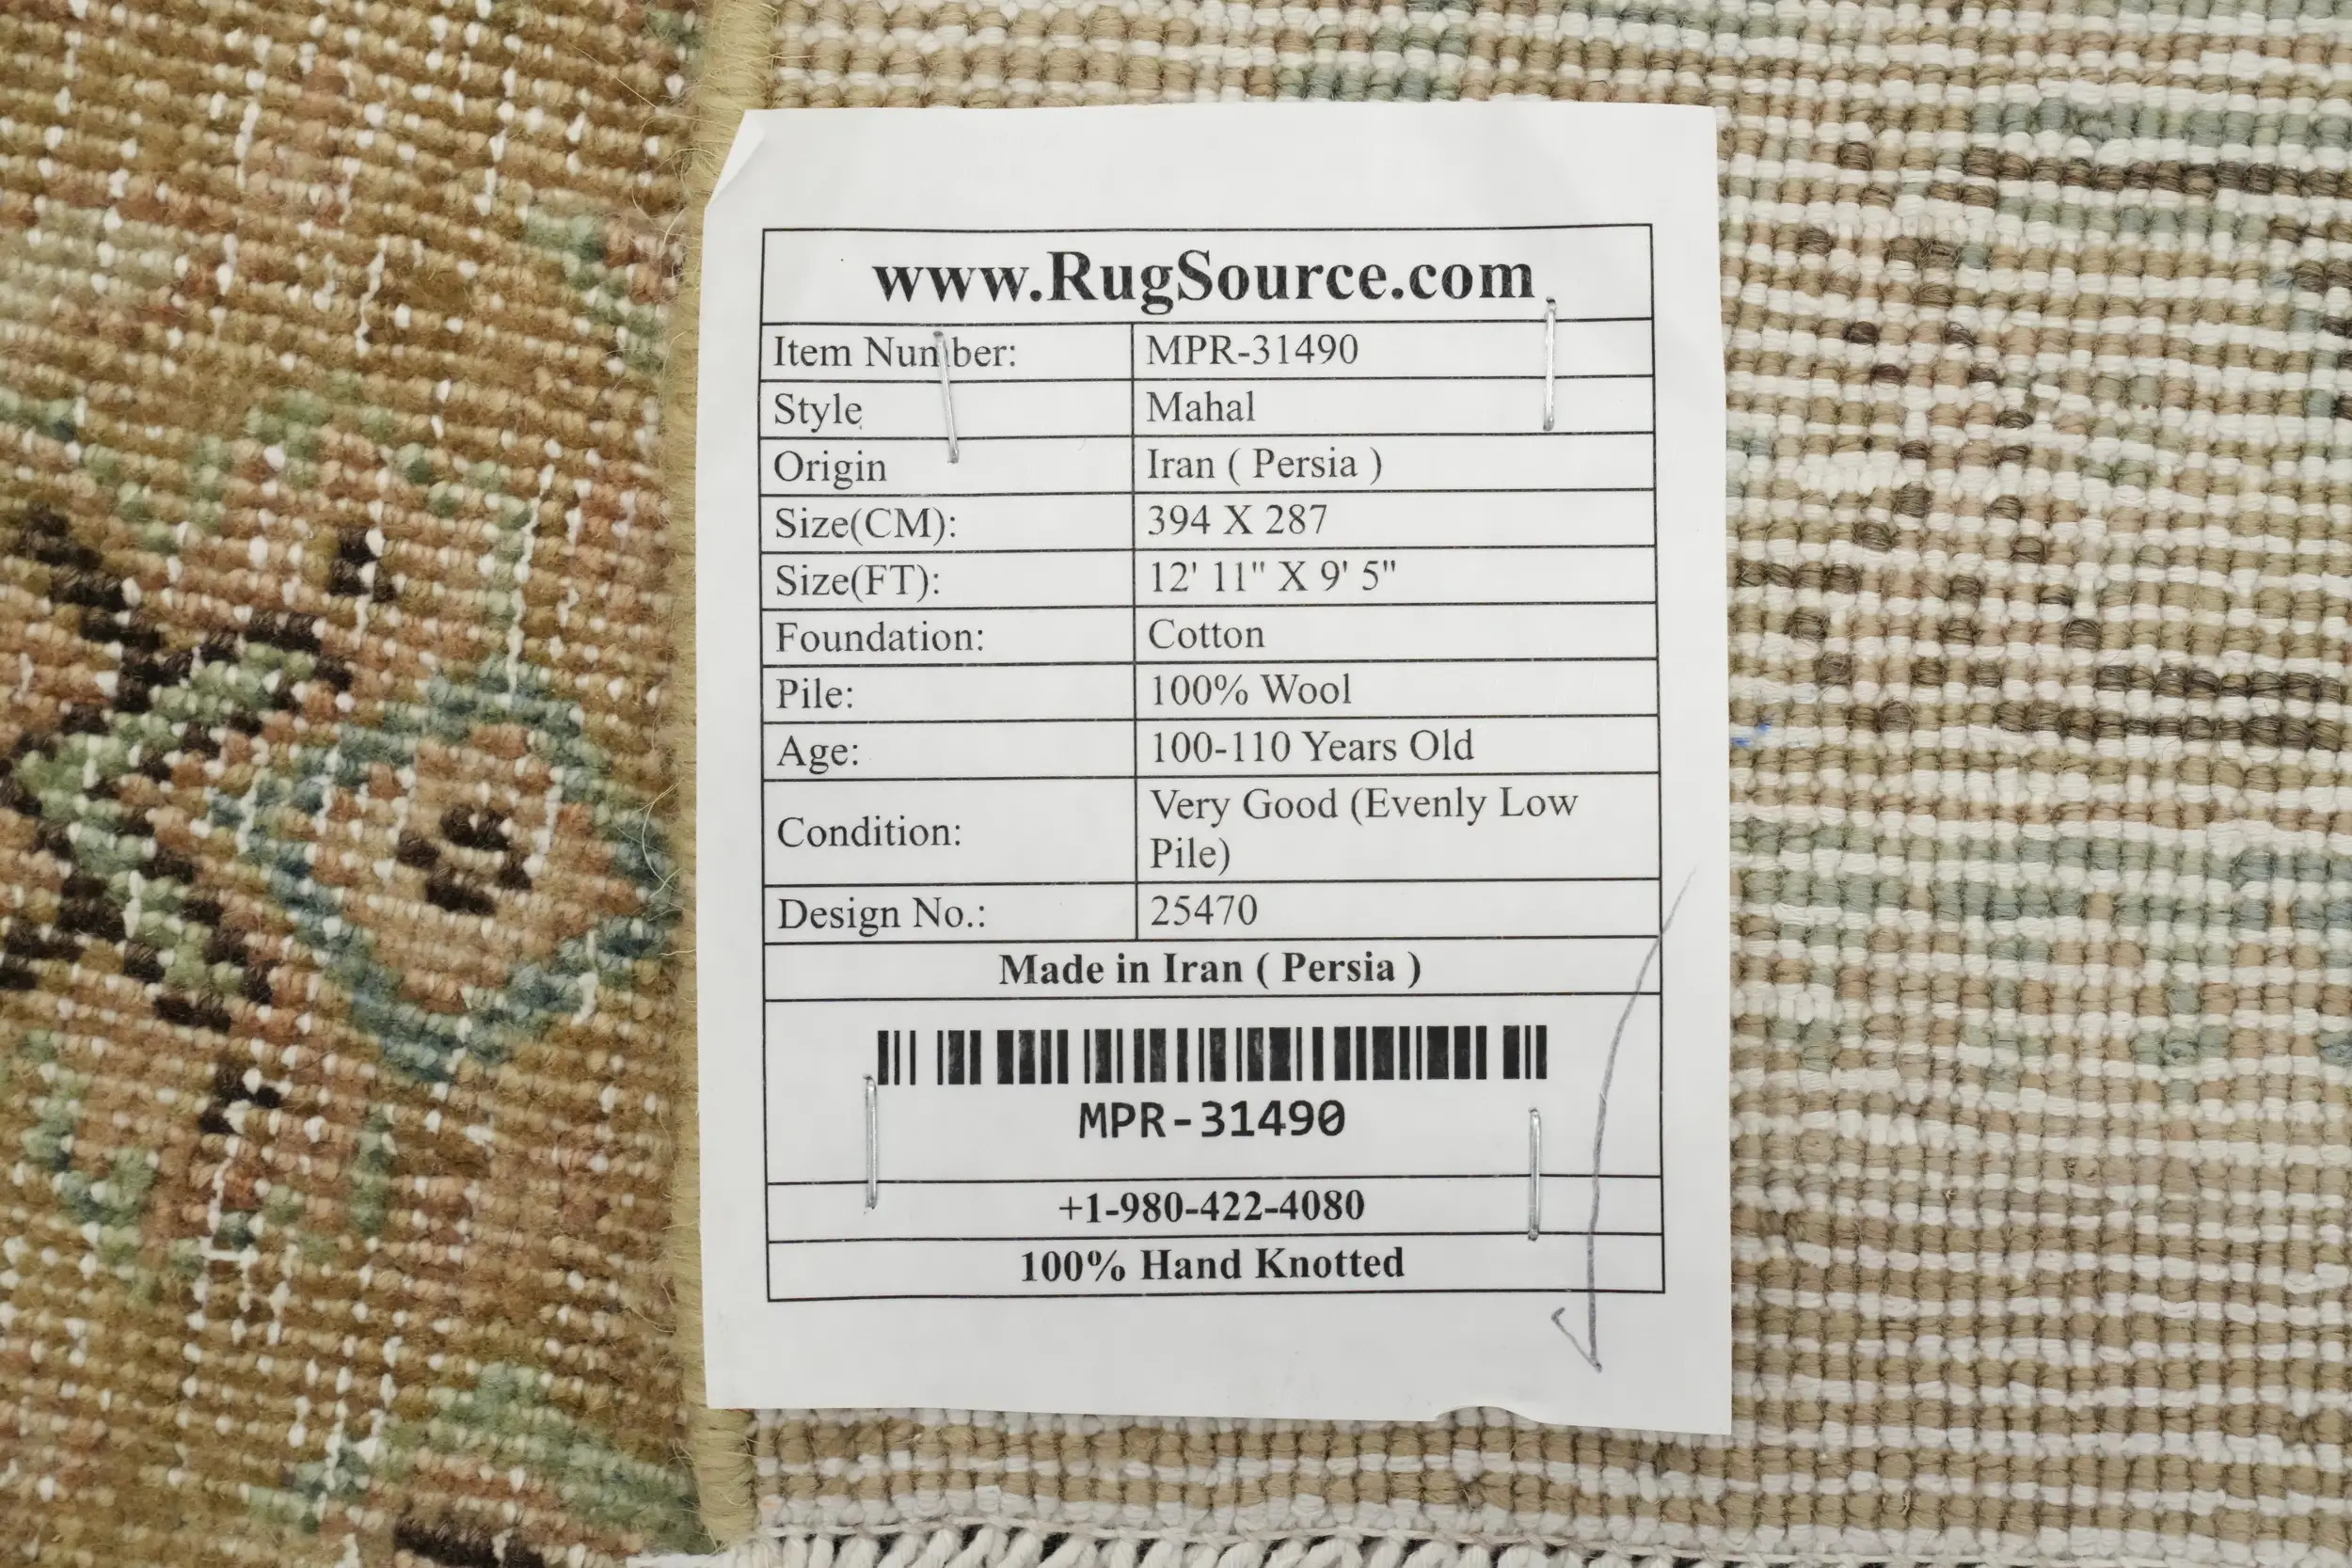 www.RugSource.com
Item Number: MPR-31490
Style Mahal
Origin Iran ( Persia )
Size(CM): 394 X 287
Size(FT): 12' 11" X 9' 5"
Foundation: Cotton
Pile: 100% Wool
Age: 100-110 Years Old
Condition: Very Good (Evenly Low
Pile)
Design No.: 25470
Made in Iran ( Persia )
MPR-31490
+1-980-422-4080
100% Hand Knotted